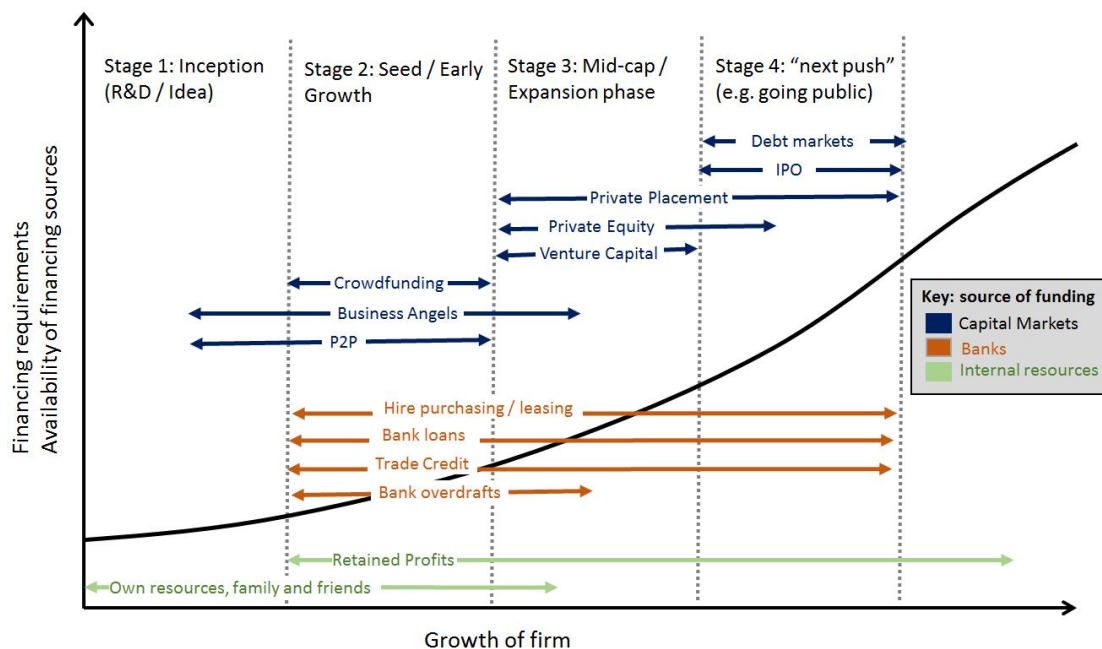 Stage 1: Inception
(R&D / Idea)
Stage 2: Seed / Early
Growth
Stage 3: Mid-cap /
Expansion phase
Stage 4: “next push”
(e.g. going public)
Debt markets
IPO
Private Placement
Private Equity
Venture Capital
Crowdfunding
Business Angels
P2P
Key: source of funding
Capital Markets
Banks
Internal resources
Hire purchasing / leasing
Bank loans
Trade Credit
Bank overdrafts
Retained Profits
Own resources, family and friends
Financing requirements
Availability of financing sources
Growth of firm